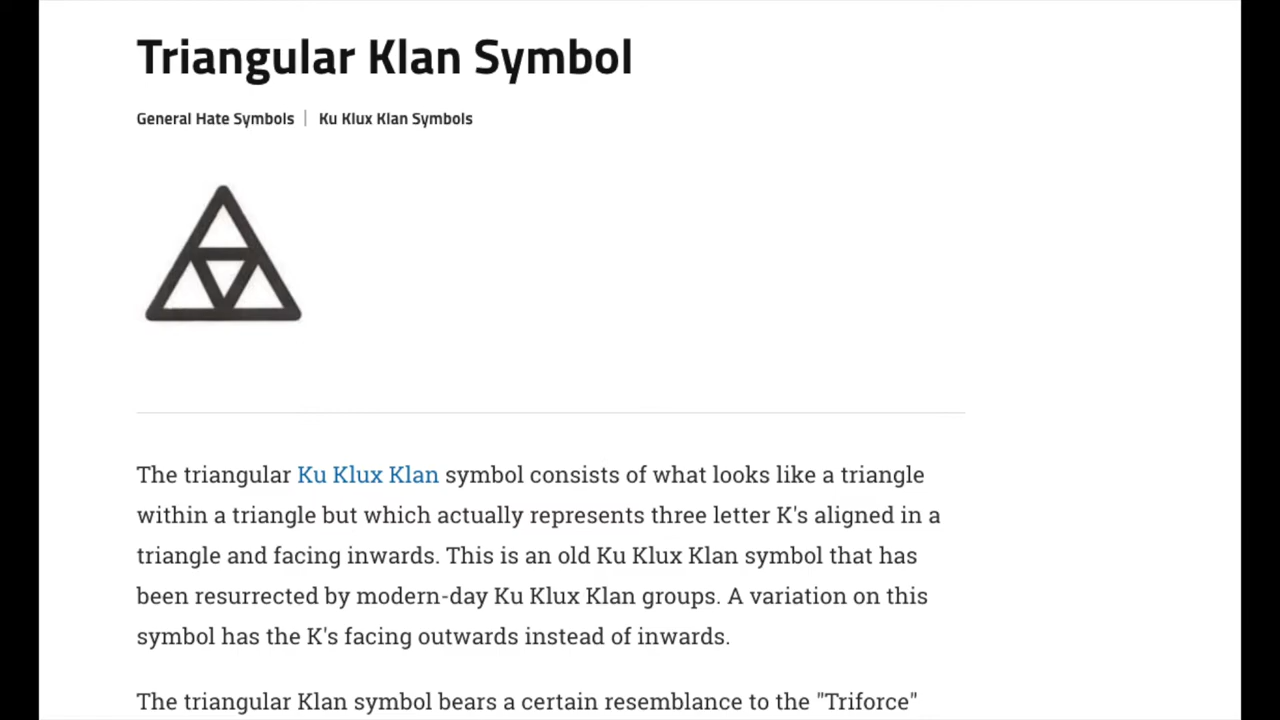 Triangular Klan Symbol
General Hate Symbols | Ku Klux Klan Symbols
The triangular Ku Klux Klan symbol consists of what looks like a triangle
within a triangle but which actually represents three letter K's aligned in a
triangle and facing inwards. This is an old Ku Klux Klan symbol that has
been resurrected by modern-day Ku Klux Klan groups. A variation on this
symbol has the K's facing outwards instead of inwards.
The triangular Klan symbol bears a certain resemblance to the "Triforce"